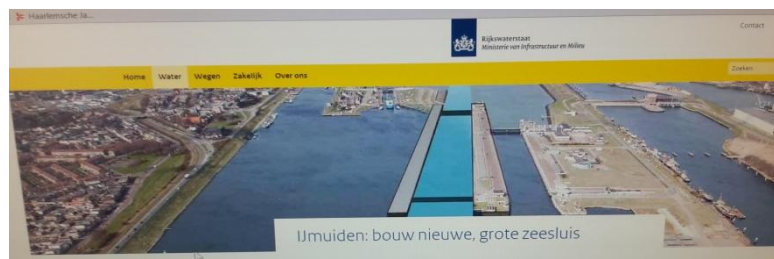 Haarlemsche Ja...
Contact
Rijkswaterstaat
Ministerie van Infrastructuur en Milieu
Zoeken
Home Water Wegen Zakelijk Over ons
IJmuiden: bouw nieuwe, grote zeesluis